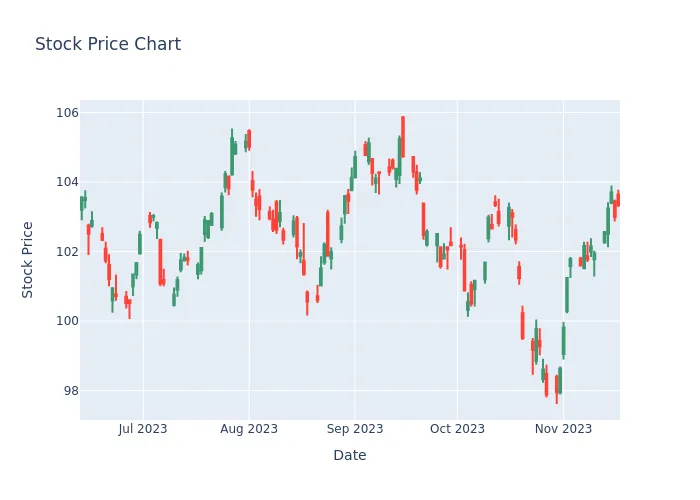 Stock Price Chart
106
104
102
100
98
Stock Price
Jul 2023
Aug 2023
Sep 2023
Oct 2023
Nov 2023
Date